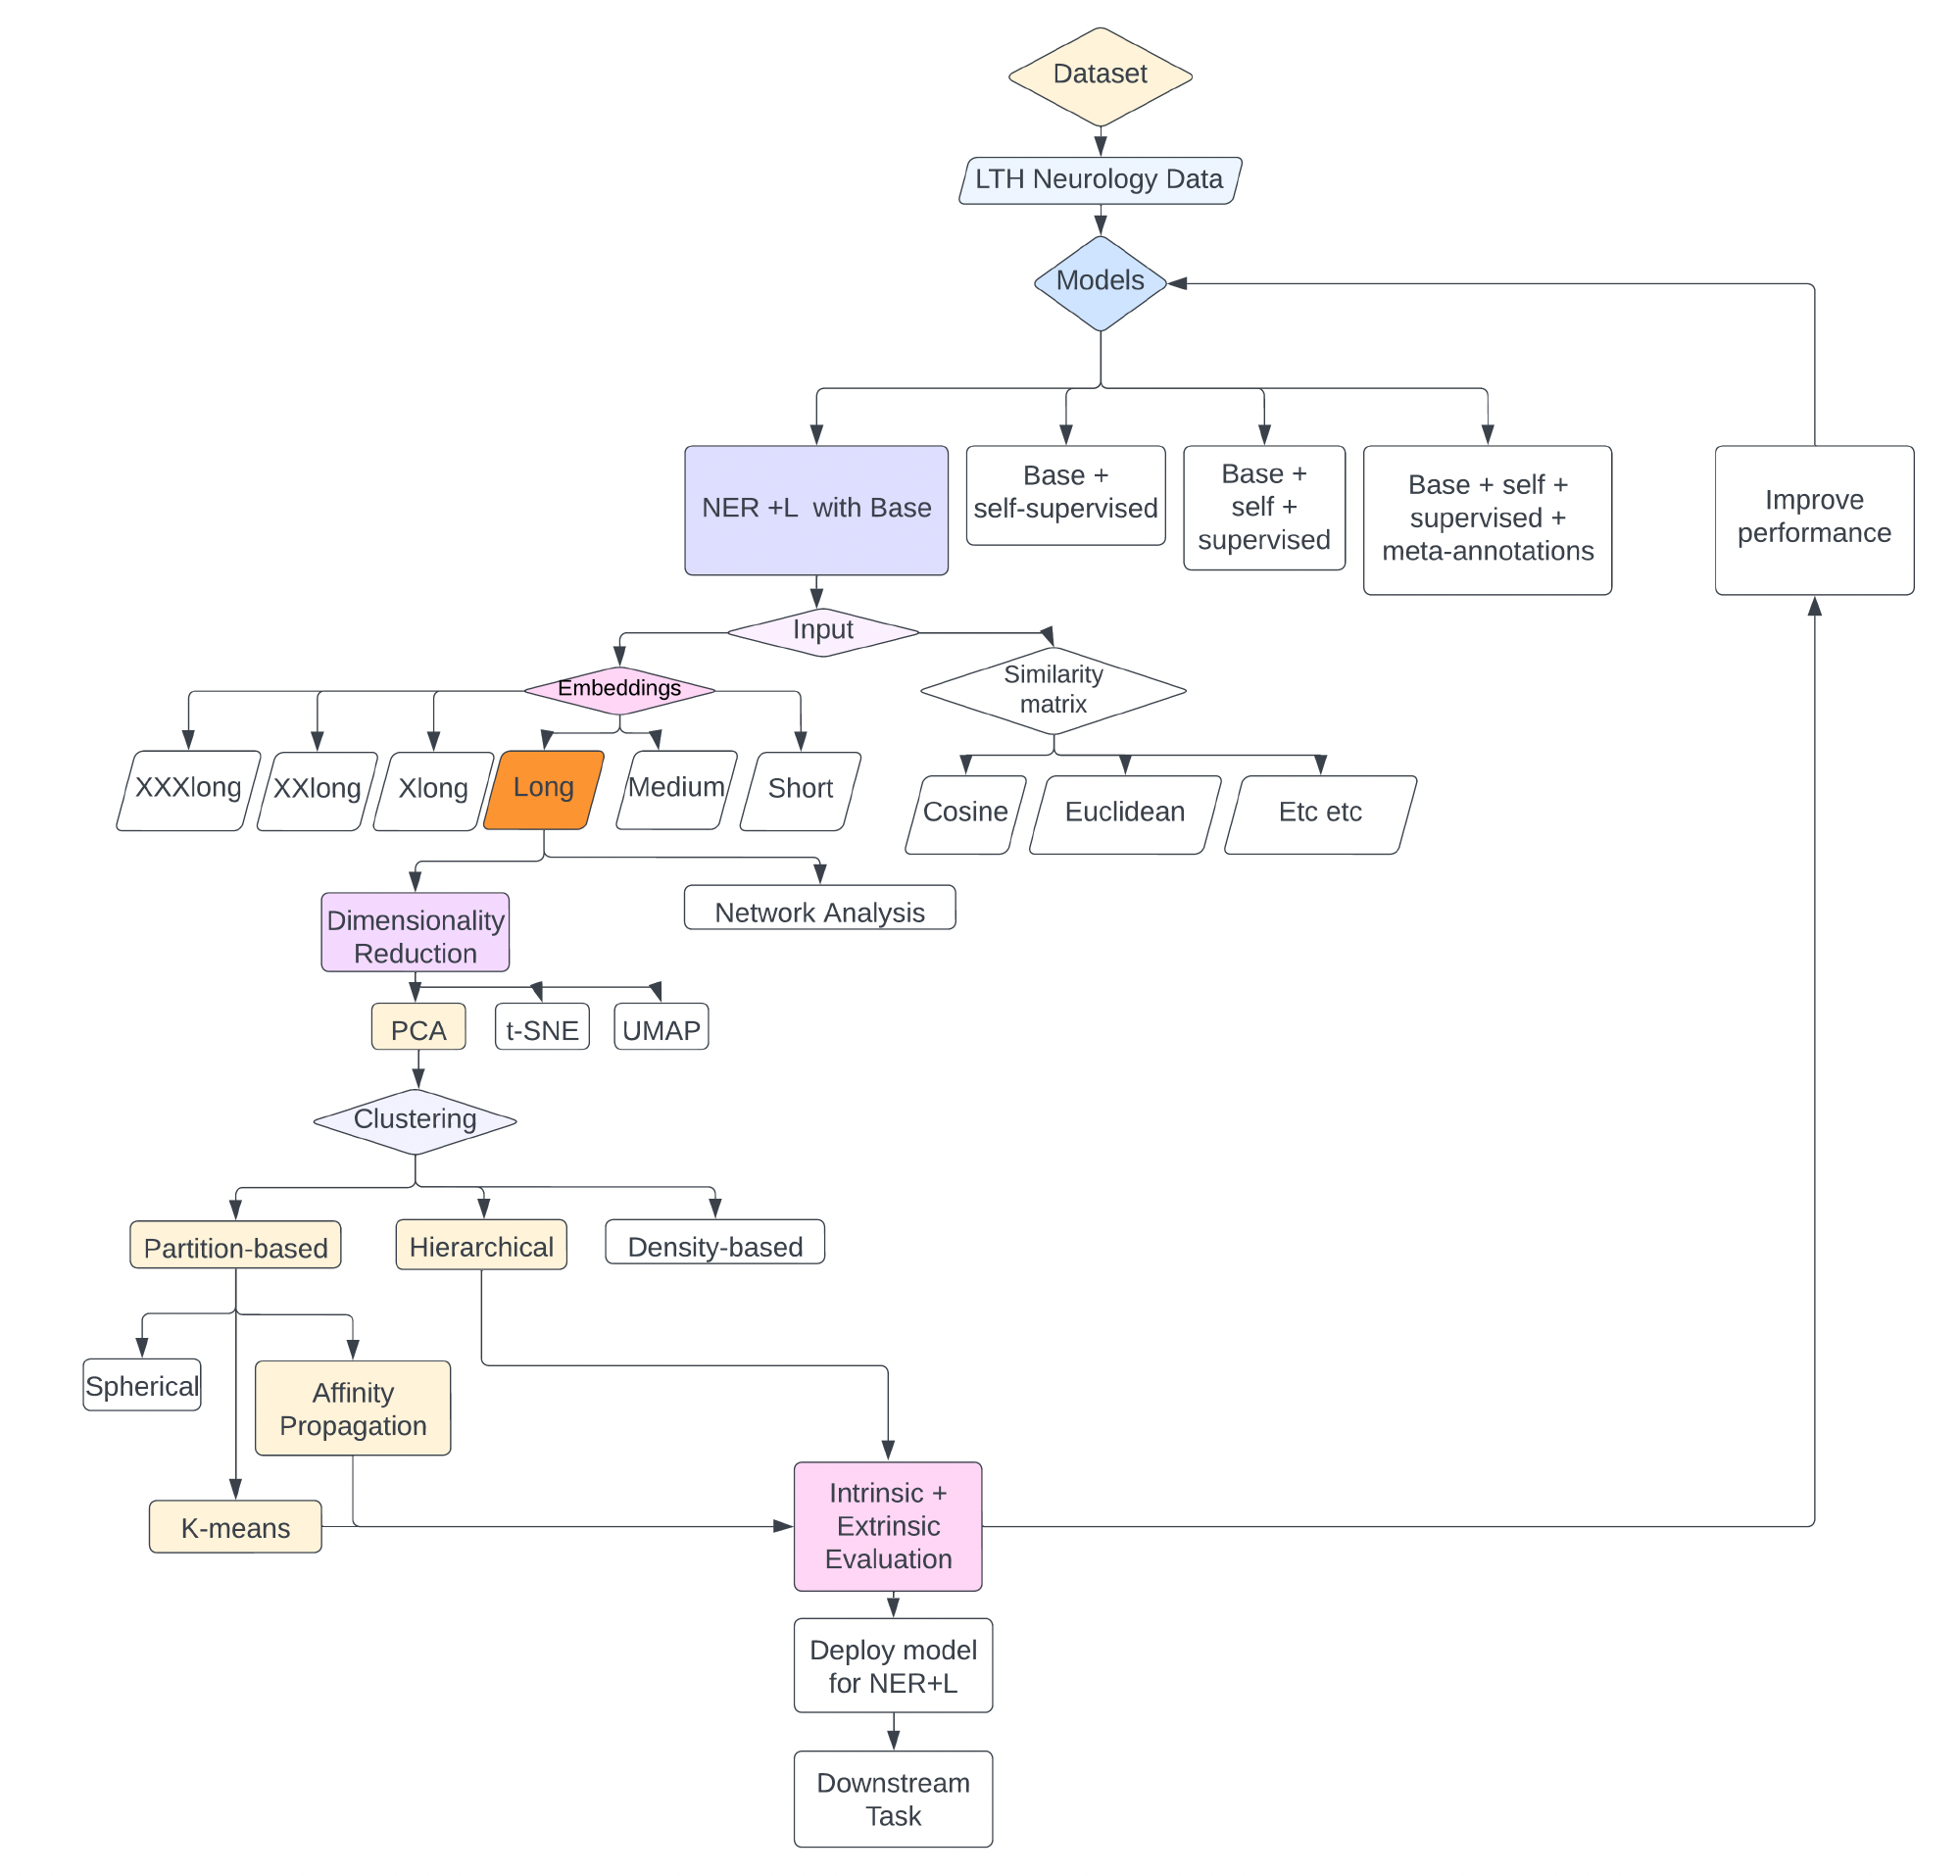 Dataset
LTH Neurology Data
Models
NER +L  with Base
Base +
self-supervised
Base +
self +
supervised
Base + self +
supervised +
meta-annotations
Improve
performance
Input
Embeddings
Similarity
matrix
XXXlong
XXlong
Xlong
Long
Medium
Short
Cosine
Euclidean
Etc etc
Dimensionality
Reduction
Network Analysis
PCA
t-SNE
UMAP
Clustering
Partition-based
Hierarchical
Density-based
Spherical
Affinity
Propagation
K-means
Intrinsic +
Extrinsic
Evaluation
Deploy model
for NER+L
Downstream
Task